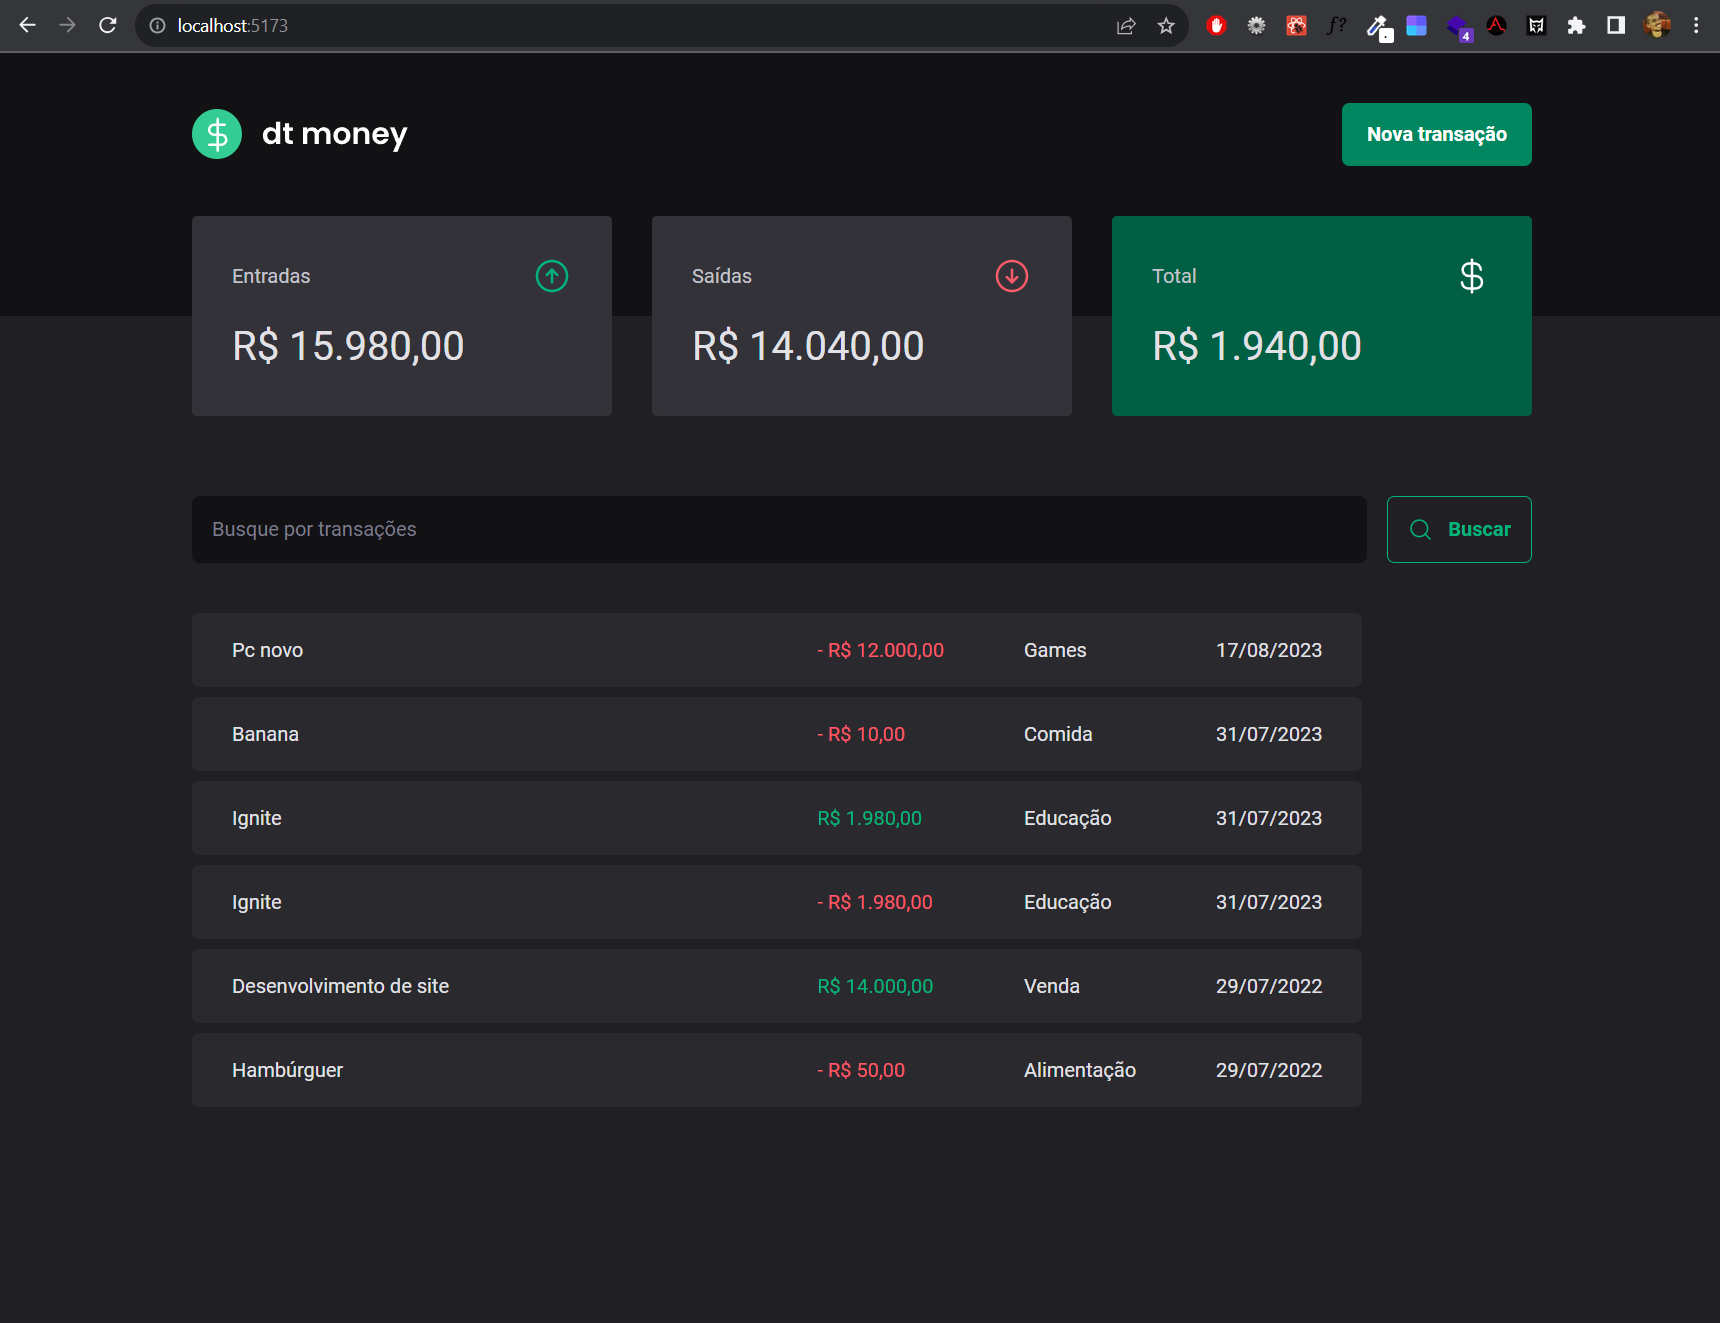 localhost:5173
f?
4
dt money
Nova transação
Entradas
R$ 15.980,00
Saídas
R$ 14.040,00
Total
$
R$ 1.940,00
Busque por transações
Buscar
Pc novo - R$ 12.000,00 Games 17/08/2023
Banana - R$ 10,00 Comida 31/07/2023
Ignite R$ 1.980,00 Educação 31/07/2023
Ignite - R$ 1.980,00 Educação 31/07/2023
Desenvolvimento de site R$ 14.000,00 Venda 29/07/2022
Hambúrguer - R$ 50,00 Alimentação 29/07/2022